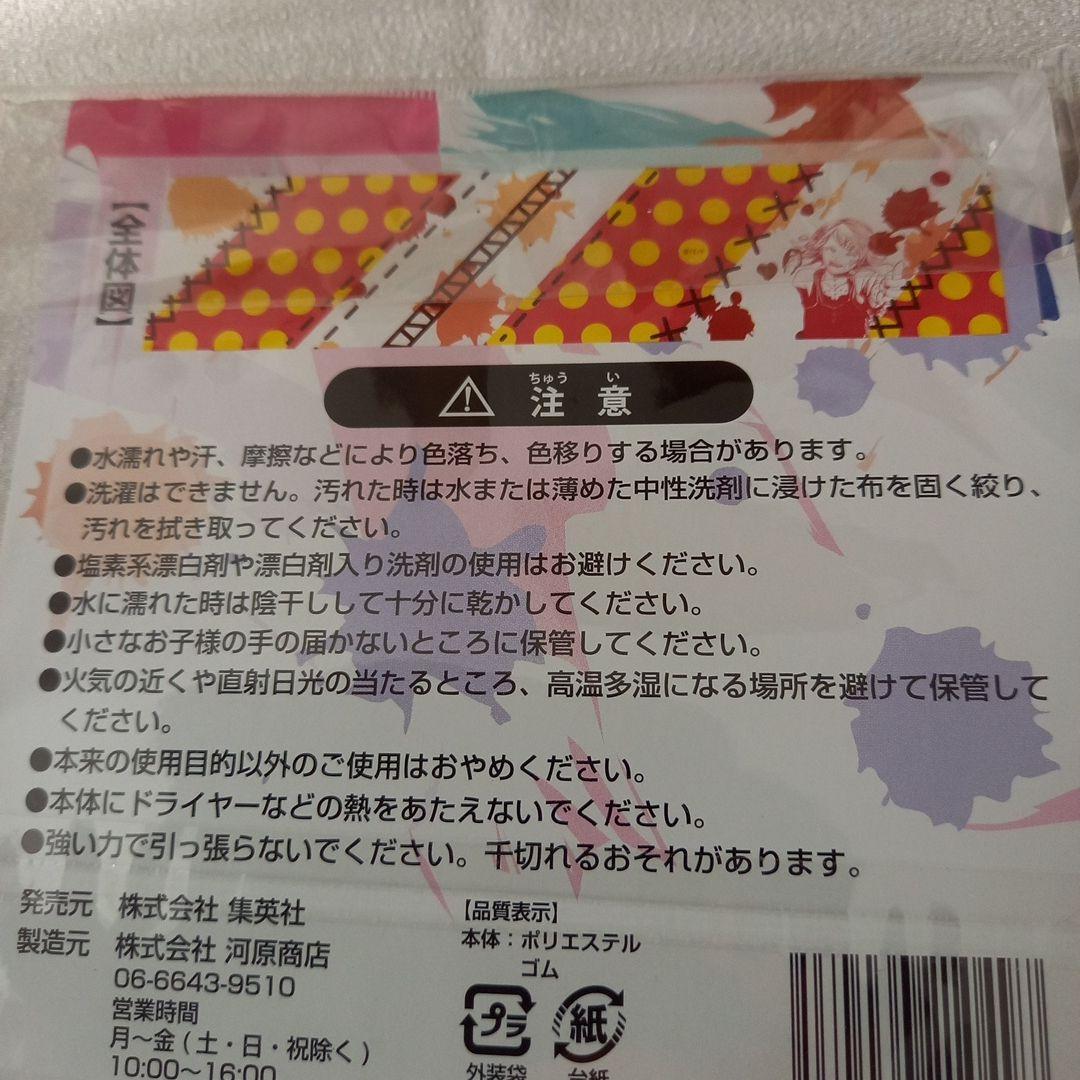 【全体図】
ちゅう い
注意
●水濡れや汗、摩擦などにより色落ち、色移りする場合があります。
●洗濯はできません。汚れた時は水または薄めた中性洗剤に浸けた布を固く絞り、
汚れを拭き取ってください。
●塩素系漂白剤や漂白剤入り洗剤の使用はお避けください。
●水に濡れた時は陰干しして十分に乾かしてください。
●小さなお子様の手の届かないところに保管してください。
●火気の近くや直射日光の当たるところ、高温多湿になる場所を避けて保管して
ください。
●本来の使用目的以外のご使用はおやめください。
●本体にドライヤーなどの熱をあたえないでください。
●強い力で引っ張らないでください。千切れるおそれがあります。
発売元 株式会社 集英社
製造元 株式会社 河原商店
06-6643-9510
営業時間
月〜金(土・日・祝除く)
10:00〜16:00
【品質表示】
本体:ポリエステル
ゴム
プラ
紙
外装袋
台紙